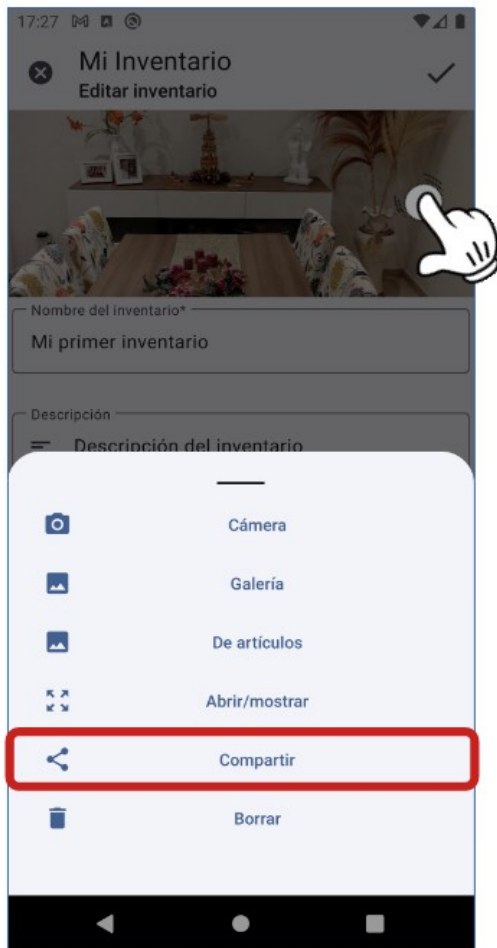 17:27
Mi Inventario
Editar inventario
Nombre del inventario*
Mi primer inventario
Descripción
Descripción del inventario
Cámera
Galería
De artículos
Abrir/mostrar
Compartir
Borrar